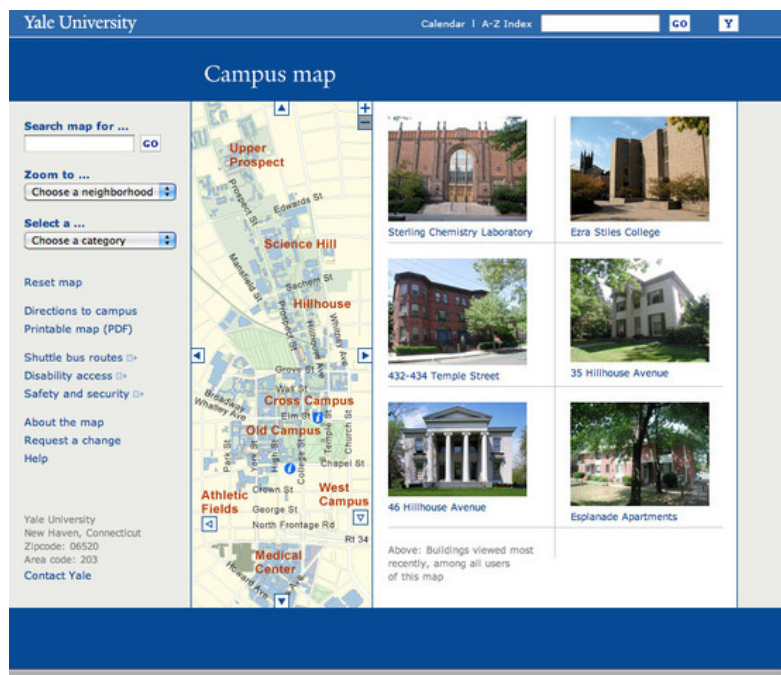 Yale University
Calendar | A-Z Index
GO
Y
Campus map
Search map for ...
GO
Zoom to ...
Choose a neighborhood
Select a ...
Choose a category
Reset map
Directions to campus
Printable map (PDF)
Shuttle bus routes
Disability access
Safety and security
About the map
Request a change
Help
Yale University
New Haven, Connecticut
Zipcode: 06520
Area code: 203
Contact Yale
Upper
Prospect
Prospect St
Edwards St
Science Hill
Mansfield St
Sachem St
Hillhouse
Prospect St
Hillhouse Ave
Whitney Ave
Grove St
Wall St
Broadway
Whalley Ave
Cross Campus
Elm St
Old Campus
Park St
York St
High St
College St
Temple St
Church St
Chapel St
Crown St
West
Campus
Athletic
Fields
George St
North Frontage Rd
Rt 34
Medical
Center
Howard Ave
Ave
Sterling Chemistry Laboratory
Ezra Stiles College
432-434 Temple Street
35 Hillhouse Avenue
46 Hillhouse Avenue
Esplanade Apartments
Above: Buildings viewed most
recently, among all users
of this map